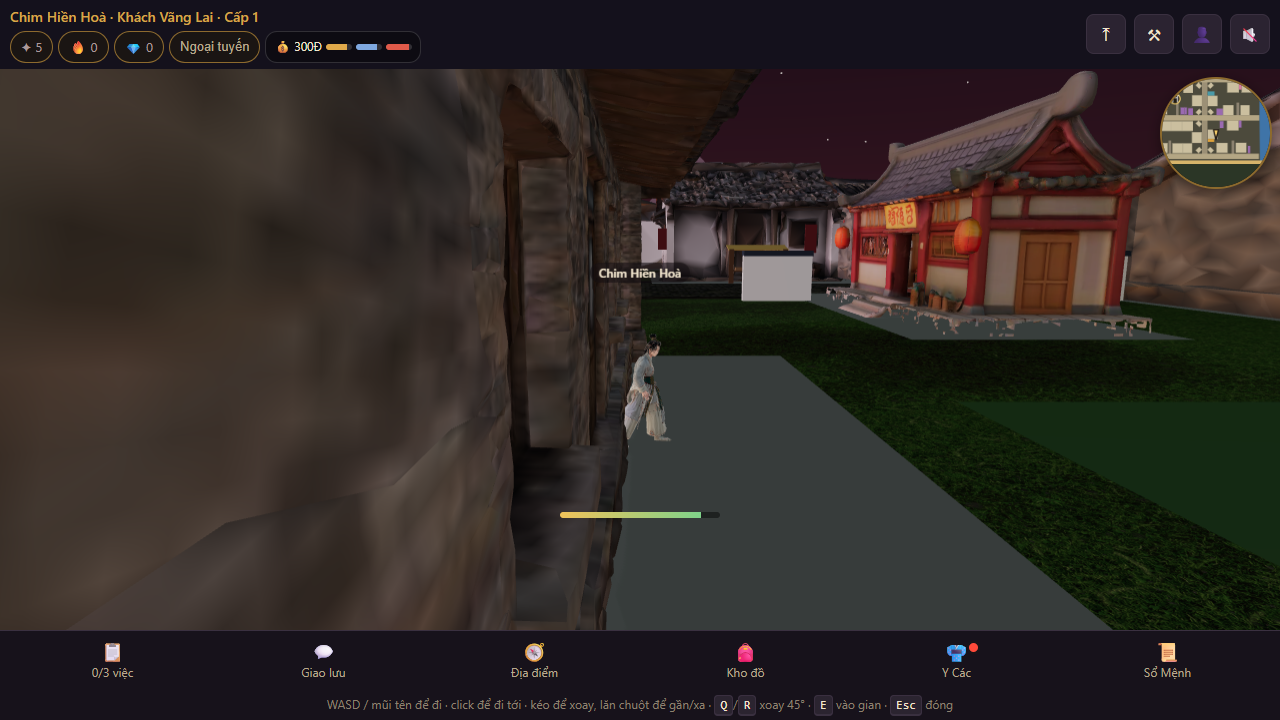 Chim Hiền Hoà · Khách Vãng Lai · Cấp 1
5
0
0
Ngoại tuyến
300Đ
Chim Hiền Hoà
0/3 việc
Giao lưu
Địa điểm
Kho đồ
Y Các
Sổ Mệnh
WASD / mũi tên để đi · click để đi tới · kéo để xoay, lăn chuột để gần/xa · Q / R xoay 45° · E vào gian · Esc đóng